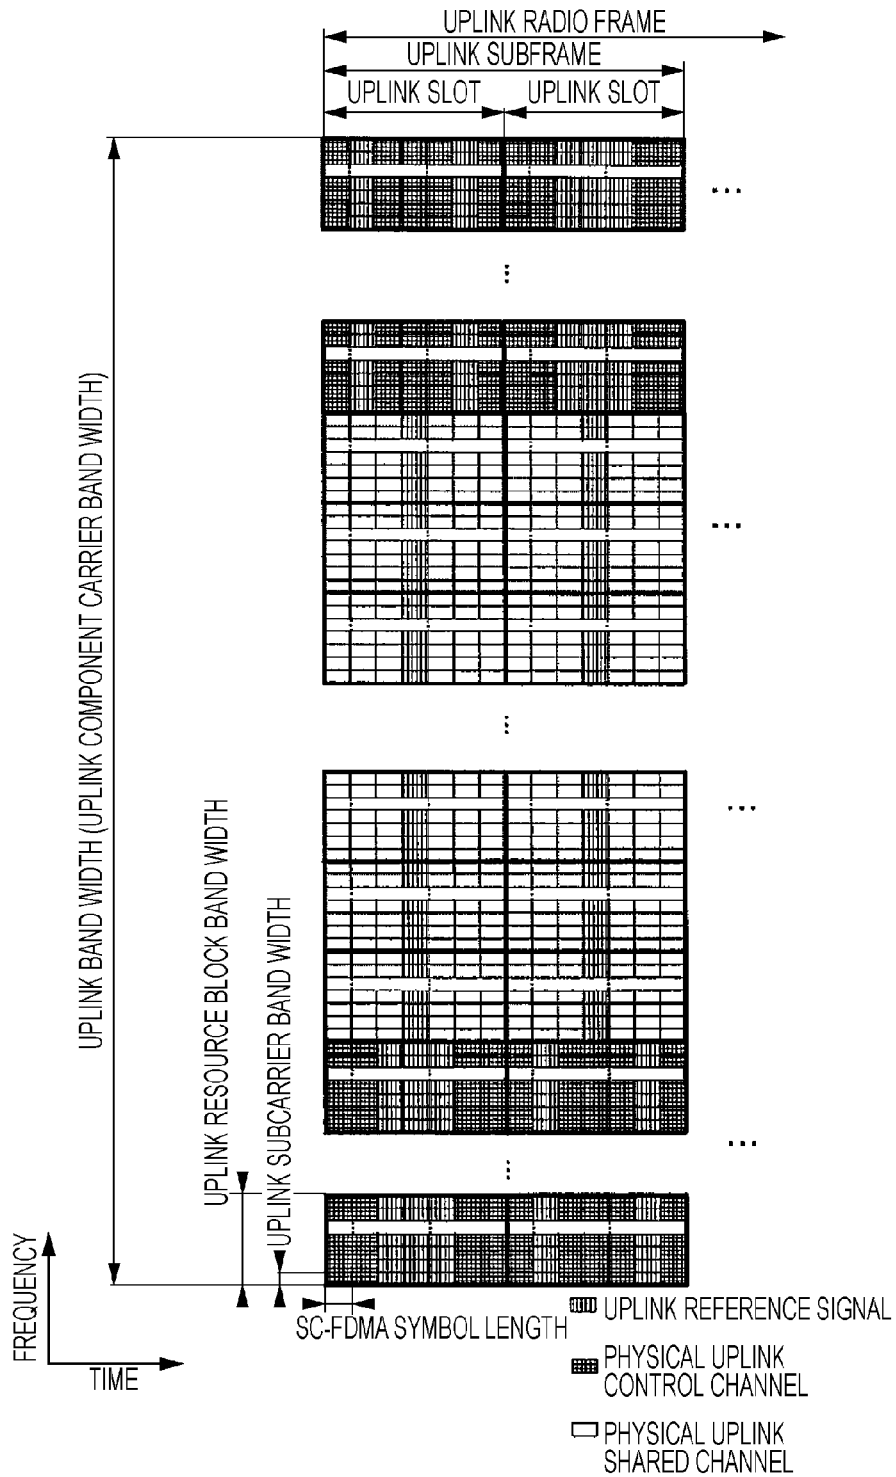 UPLINK RADIO FRAME
UPLINK SUBFRAME
UPLINK SLOT
UPLINK SLOT
...
...
...
UPLINK BAND WIDTH (UPLINK COMPONENT CARRIER BAND WIDTH)
...
...
UPLINK RESOURCE BLOCK BAND WIDTH
UPLINK SUBCARRIER BAND WIDTH
...
...
FREQUENCY
TIME
SC-FDMA SYMBOL LENGTH
UPLINK REFERENCE SIGNAL
PHYSICAL UPLINK
CONTROL CHANNEL
PHYSICAL UPLINK
SHARED CHANNEL